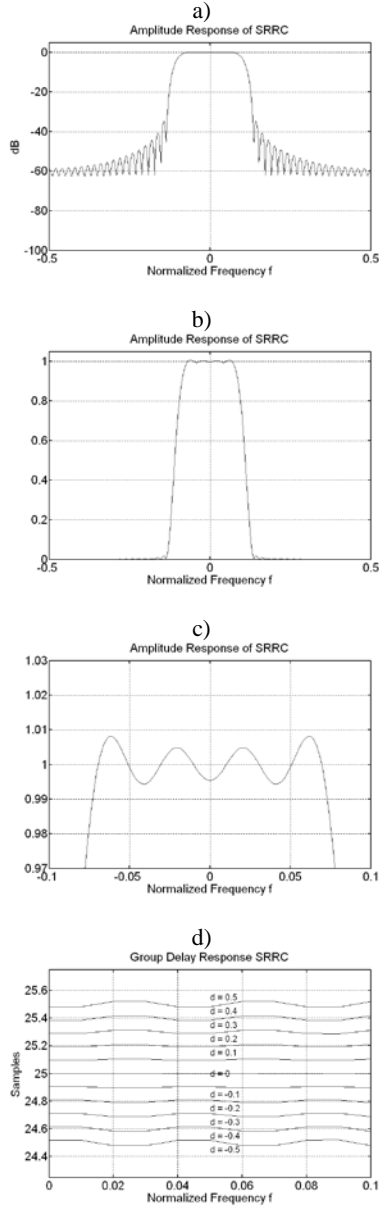 a)
Amplitude Response of SRRC
0
-20
-40
-60
-80
-100
dB
-0.5 0 0.5
Normalized Frequency f
b)
Amplitude Response of SRRC
1
0.8
0.6
0.4
0.2
0
-0.5 0 0.5
Normalized Frequency f
c)
Amplitude Response of SRRC
1.03
1.02
1.01
1
0.99
0.98
0.97
-0.1 -0.05 0 0.05 0.1
Normalized Frequency f
d)
Group Delay Response SRRC
25.6
25.4
25.2
25
24.8
24.6
24.4
Samples
d = 0.5
d = 0.4
d = 0.3
d = 0.2
d = 0.1
d = 0
d = -0.1
d = -0.2
d = -0.3
d = -0.4
d = -0.5
0 0.02 0.04 0.06 0.08 0.1
Normalized Frequency f